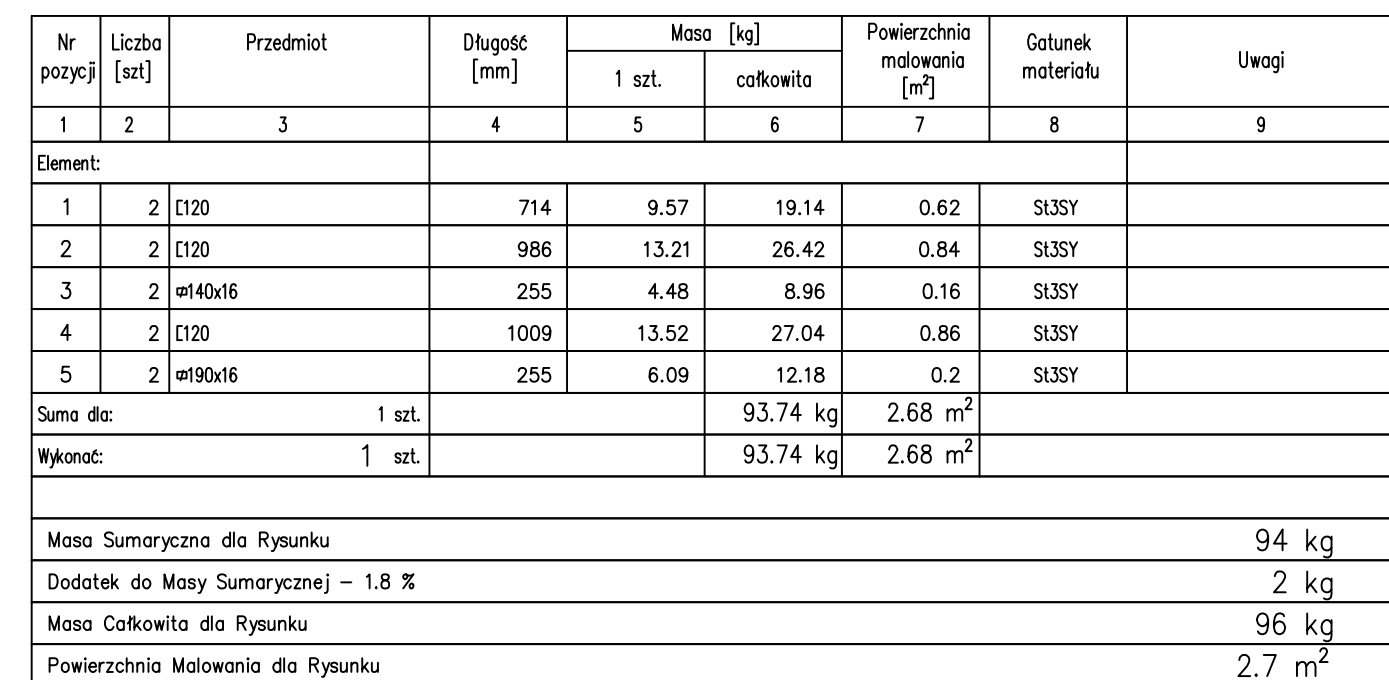 Nr pozycji Liczba [szt] Przedmiot Długość [mm] Masa [kg] 1 szt. całkowita Powierzchnia malowania [m²] Gatunek materiału Uwagi
1 2 3 4 5 6 7 8 9
Element:
1 2 [120 714 9.57 19.14 0.62 St3SY
2 2 [120 986 13.21 26.42 0.84 St3SY
3 2 ⏥140x16 255 4.48 8.96 0.16 St3SY
4 2 [120 1009 13.52 27.04 0.86 St3SY
5 2 ⏥190x16 255 6.09 12.18 0.2 St3SY
Suma dla: 1 szt. 93.74 kg 2.68 m²
Wykonać: 1 szt. 93.74 kg 2.68 m²
Masa Sumaryczna dla Rysunku 94 kg
Dodatek do Masy Sumarycznej – 1.8 % 2 kg
Masa Całkowita dla Rysunku 96 kg
Powierzchnia Malowania dla Rysunku 2.7 m²